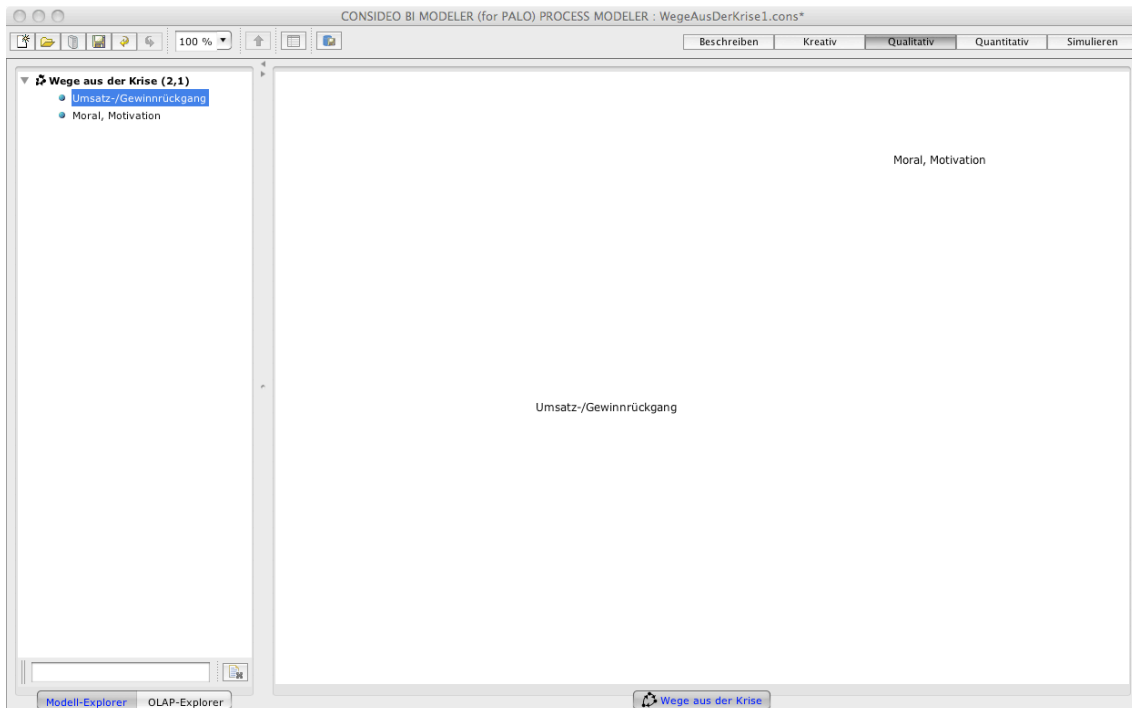 CONSIDEO BI MODELER (for PALO) PROCESS MODELER : WegeAusDerKrise1.cons*
100 %
Beschreiben Kreativ Qualitativ Quantitativ Simulieren
Wege aus der Krise (2,1)
Umsatz-/Gewinnrückgang
Moral, Motivation
Moral, Motivation
Umsatz-/Gewinnrückgang
Modell-Explorer OLAP-Explorer
Wege aus der Krise